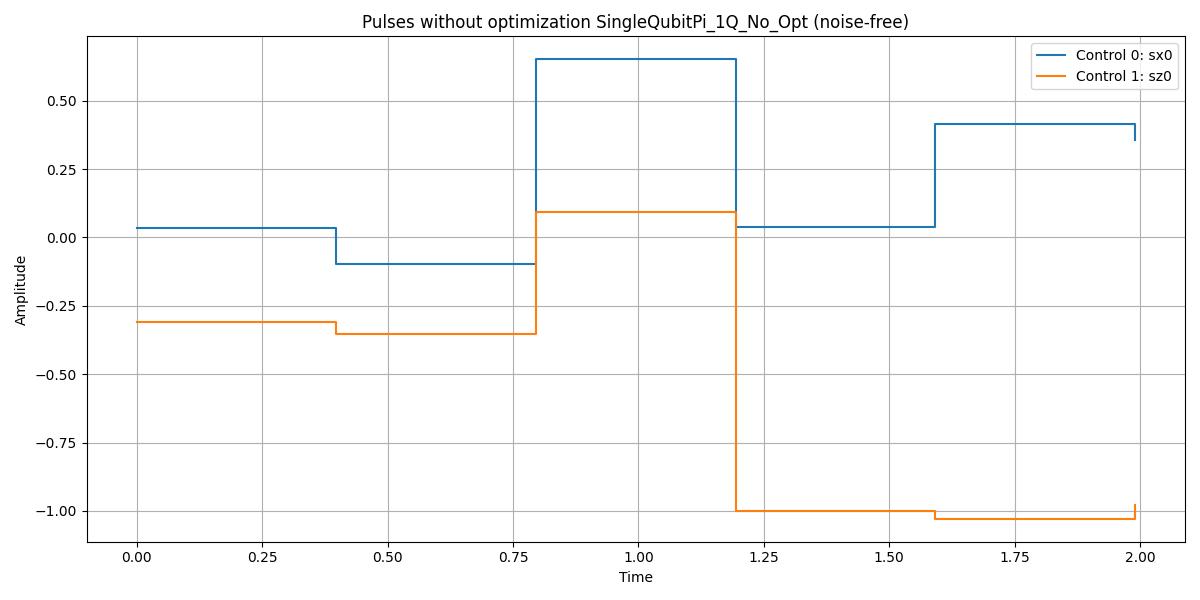 Pulses without optimization SingleQubitPi_1Q_No_Opt (noise-free)
Control 0: sx0
Control 1: sz0
Amplitude
0.50
0.25
0.00
−0.25
−0.50
−0.75
−1.00
0.00 0.25 0.50 0.75 1.00 1.25 1.50 1.75 2.00
Time